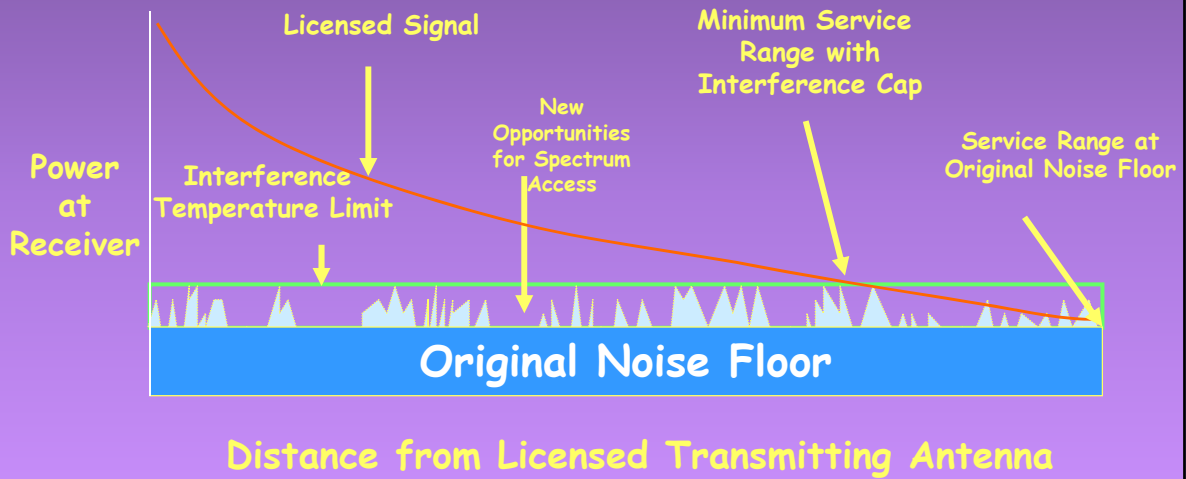 Licensed Signal
Minimum Service
Range with
Interference Cap
New
Opportunities
for Spectrum
Access
Service Range at
Original Noise Floor
Power
at
Receiver
Interference
Temperature Limit
Original Noise Floor
Distance from Licensed Transmitting Antenna